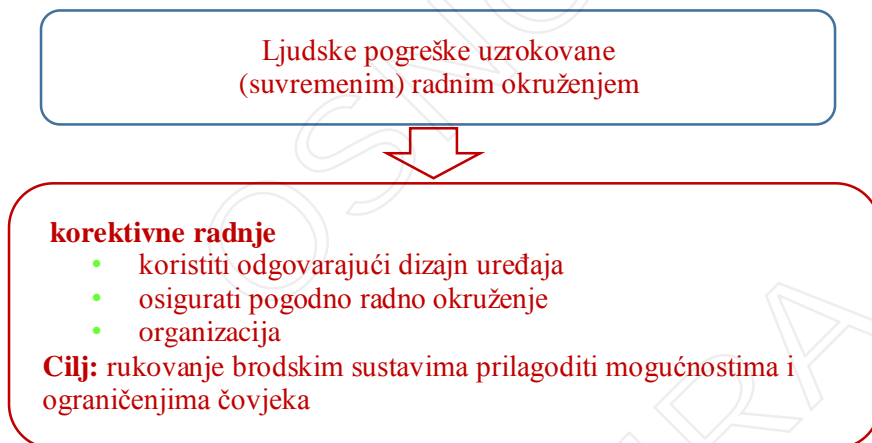 Ljudske pogreške uzrokovane
(suvremenim) radnim okruženjem
korektivne radnje
• koristiti odgovarajući dizajn uređaja
• osigurati pogodno radno okruženje
• organizacija
Cilj: rukovanje brodskim sustavima prilagoditi mogućnostima i
ograničenjima čovjeka